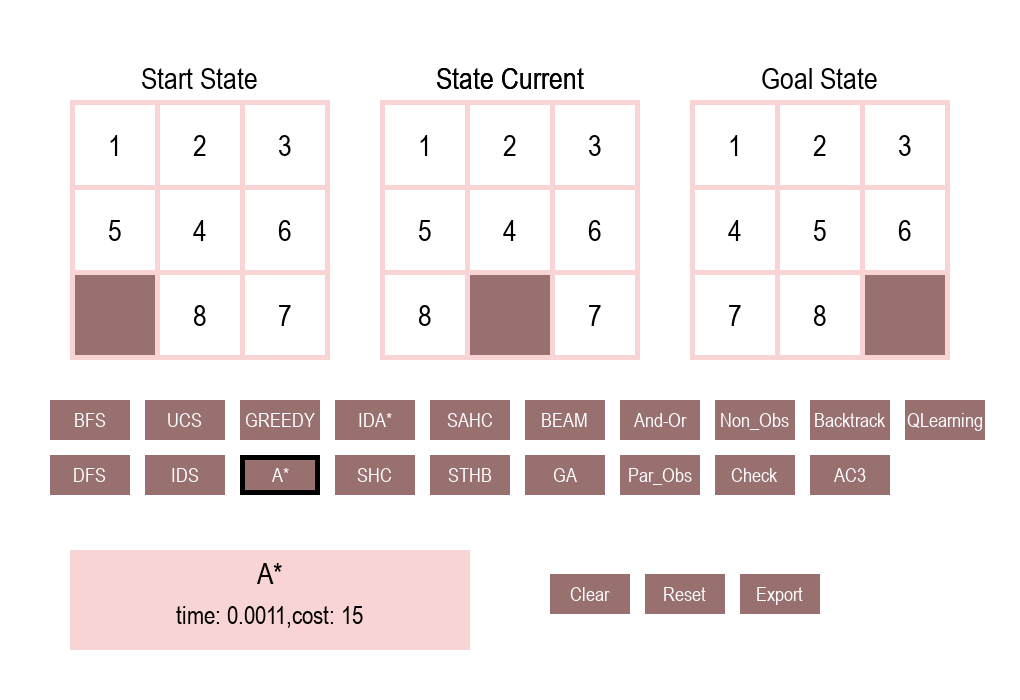 Start State State Current Goal State
1 2 3 1 2 3 1 2 3
5 4 6 5 4 6 4 5 6
8 7 8 7 7 8
BFS UCS GREEDY IDA* SAHC BEAM And-Or Non_Obs Backtrack QLearning
DFS IDS A* SHC STHB GA Par_Obs Check AC3
A*
time: 0.0011,cost: 15
Clear Reset Export